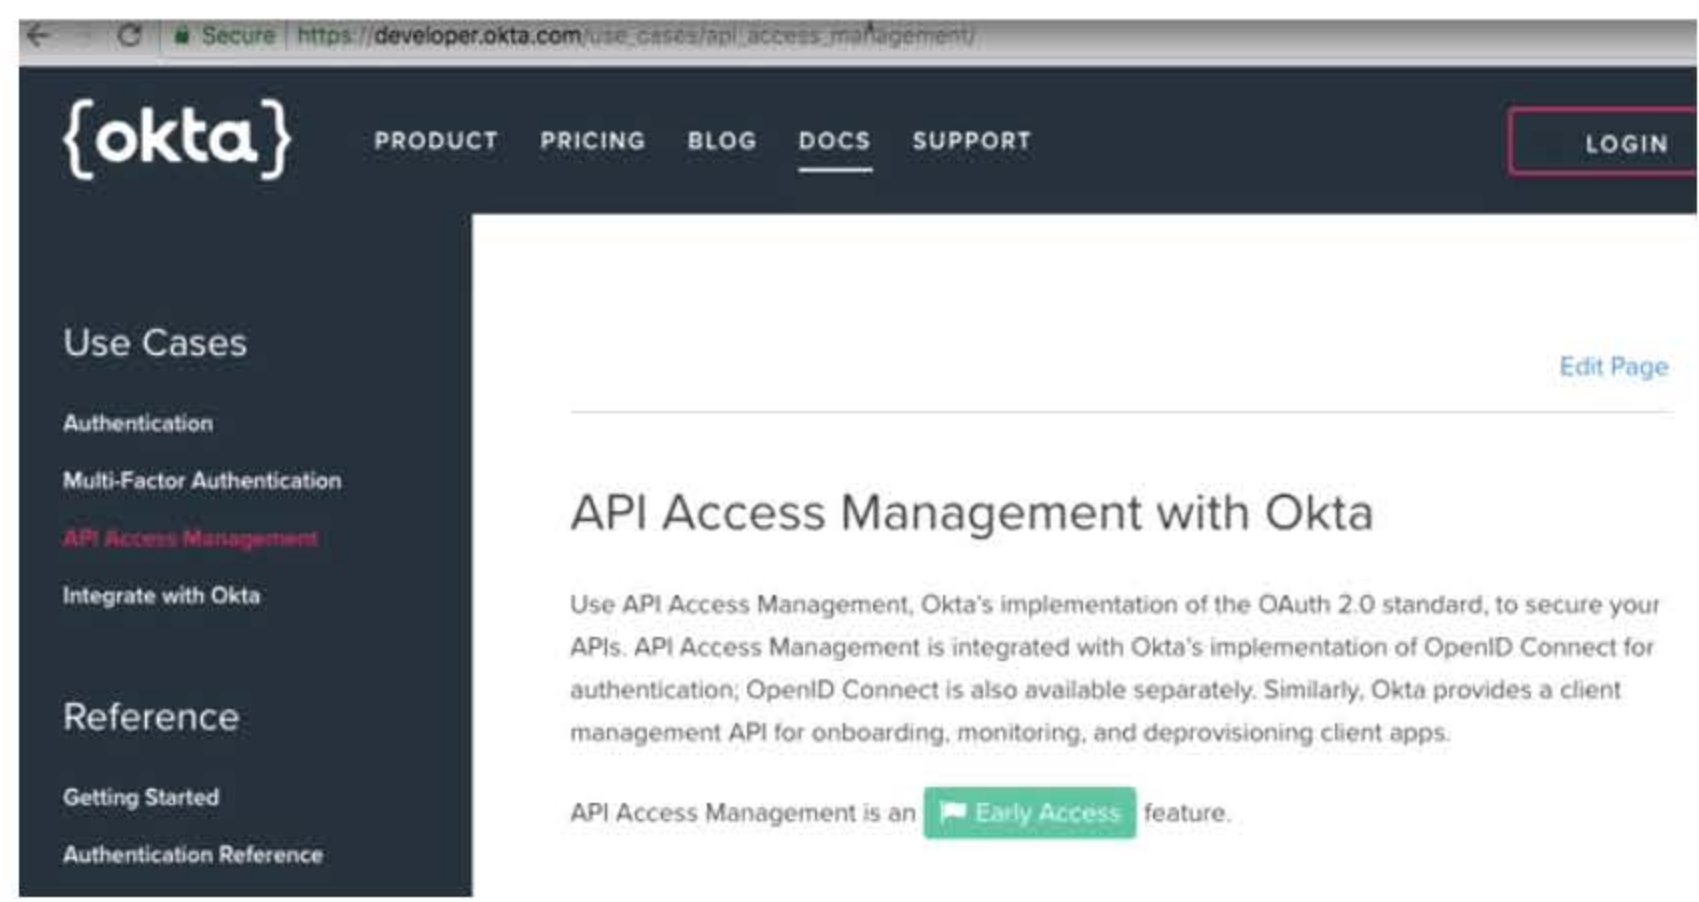 Secure https://developer.okta.com/use_cases/api_access_management/
{okta} PRODUCT PRICING BLOG DOCS SUPPORT LOGIN
Use Cases
Authentication
Multi-Factor Authentication
API Access Management
Integrate with Okta
Reference
Getting Started
Authentication Reference
Edit Page
API Access Management with Okta
Use API Access Management, Okta's implementation of the OAuth 2.0 standard, to secure your
APIs. API Access Management is integrated with Okta's implementation of OpenID Connect for
authentication; OpenID Connect is also available separately. Similarly, Okta provides a client
management API for onboarding, monitoring, and deprovisioning client apps.
API Access Management is an Early Access feature.